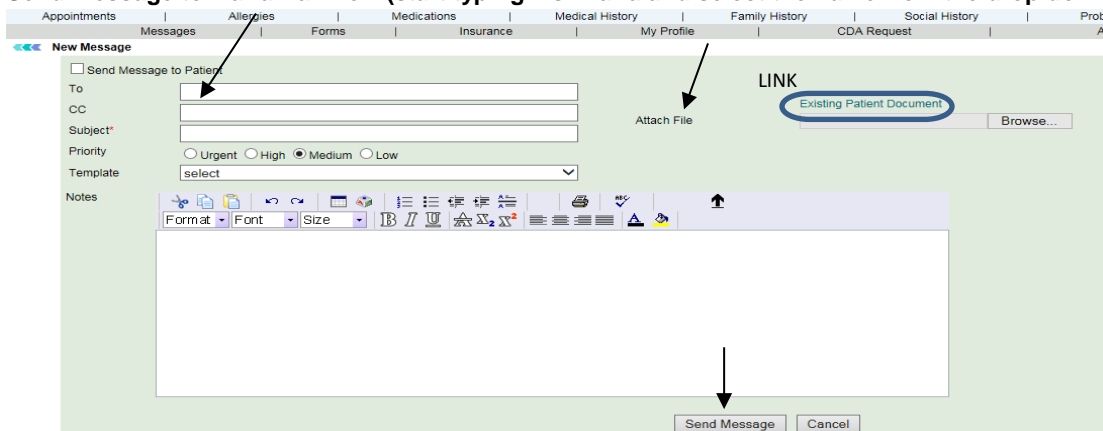 Appointments | Allergies | Medications | Medical History | Family History | Social History |
Messages | Forms | Insurance | My Profile | CDA Request |
New Message
Send Message to Patient
To
LINK
CC
Existing Patient Document
Attach File
Browse...
Subject*
Priority
Urgent High Medium Low
Template
select
Notes
ABC
Format Font Size B I U
Send Message Cancel